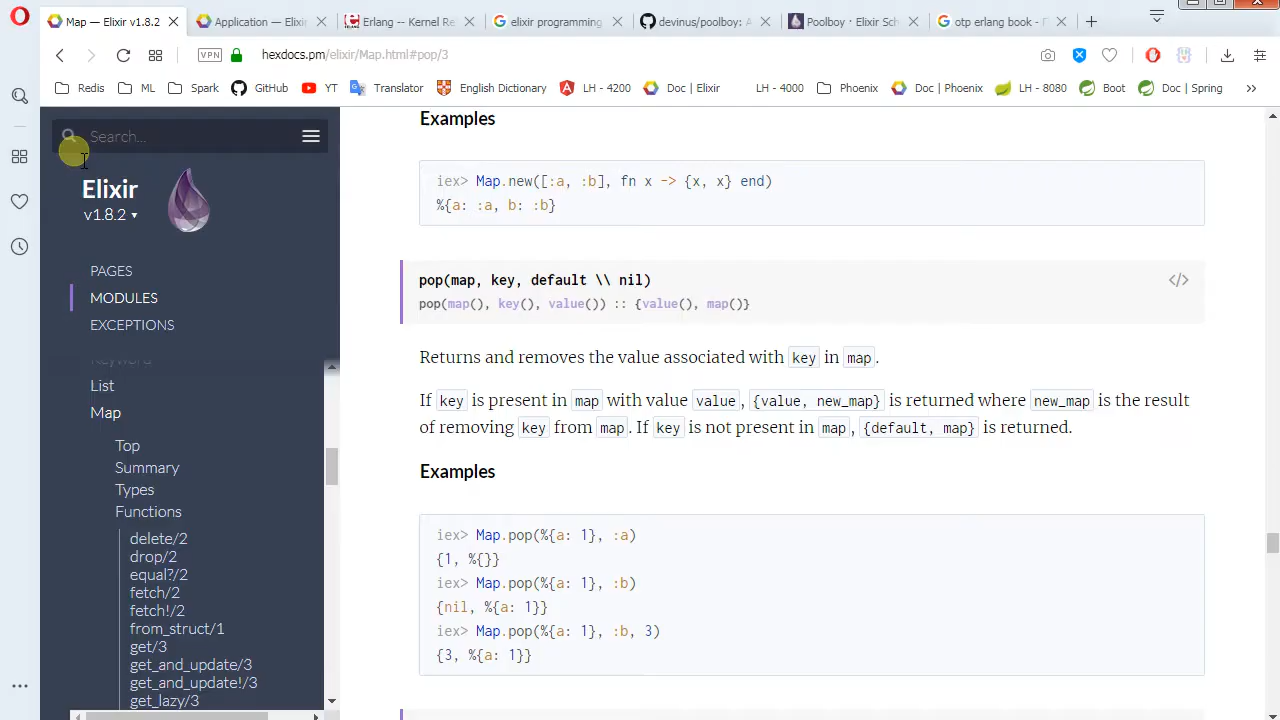 Map – Elixir v1.8.2
Application — Elixi
Erlang -- Kernel Re
elixir programming
devinus/poolboy:
Poolboy · Elixir Sch
otp erlang book -
VPN
hexdocs.pm/elixir/Map.html#pop/3
Redis
ML
Spark
GitHub
YT
Translator
English Dictionary
LH - 4200
Doc | Elixir
LH - 4000
Phoenix
Doc | Phoenix
LH - 8080
Boot
Doc | Spring
Search...
Elixir
v1.8.2
PAGES
MODULES
EXCEPTIONS
Keyword
List
Map
Top
Summary
Types
Functions
delete/2
drop/2
equal?/2
fetch/2
fetch!/2
from_struct/1
get/3
get_and_update/3
get_and_update!/3
get_lazy/3
Examples
iex> Map.new([:a, :b], fn x -> {x, x} end)
%{a: :a, b: :b}
pop(map, key, default \\ nil)
</>
pop(map(), key(), value()) :: {value(), map()}
Returns and removes the value associated with key in map.
If key is present in map with value value, {value, new_map} is returned where new_map is the result
of removing key from map. If key is not present in map, {default, map} is returned.
Examples
iex> Map.pop(%{a: 1}, :a)
{1, %{}}
iex> Map.pop(%{a: 1}, :b)
{nil, %{a: 1}}
iex> Map.pop(%{a: 1}, :b, 3)
{3, %{a: 1}}